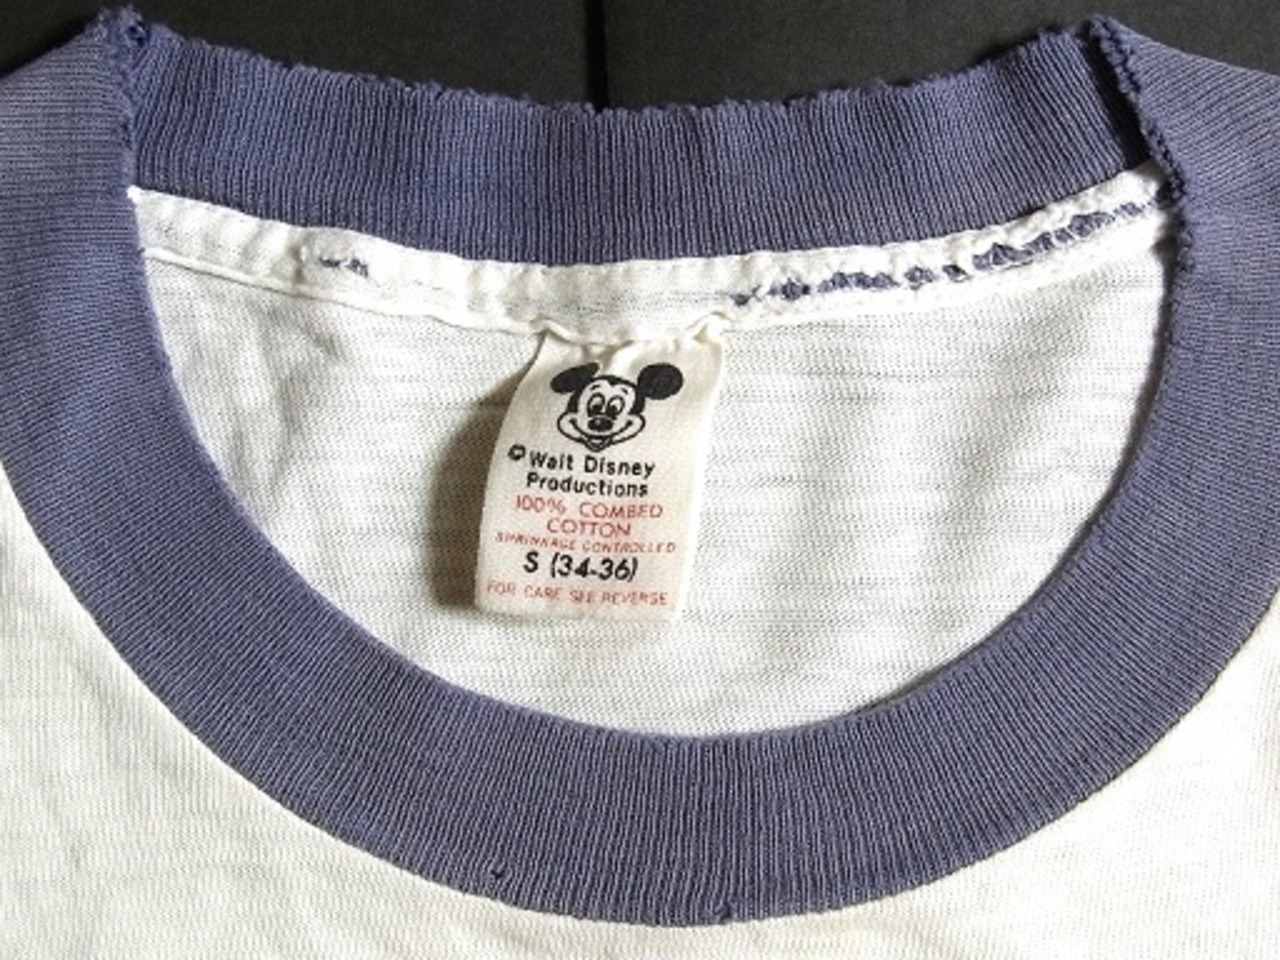 © Walt Disney
Productions
100% COMBED
COTTON
SHRINKAGE CONTROLLED
S (34-36)
FOR CARE SEE REVERSE